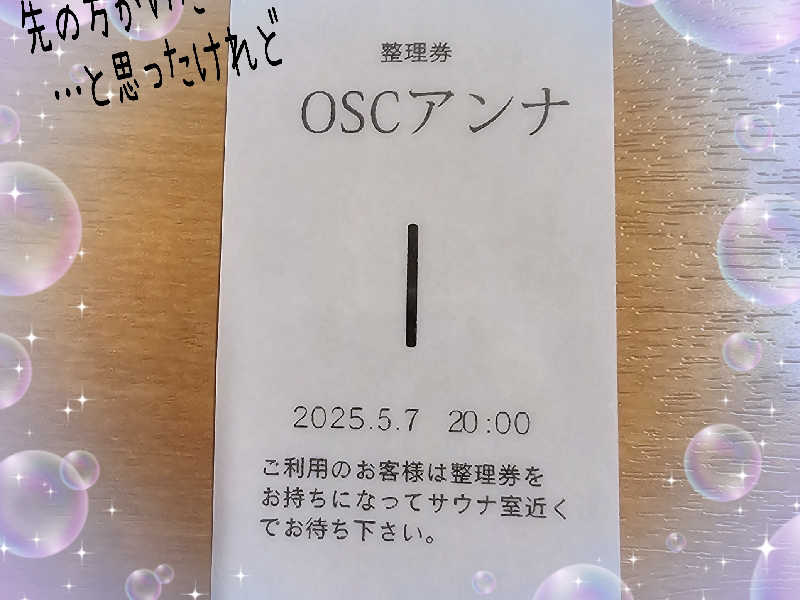 先の方がいた
…と思ったけれど
整理券
OSCアンナ
1
2025.5.7 20:00
ご利用のお客様は整理券を
お持ちになってサウナ室近く
でお待ち下さい。